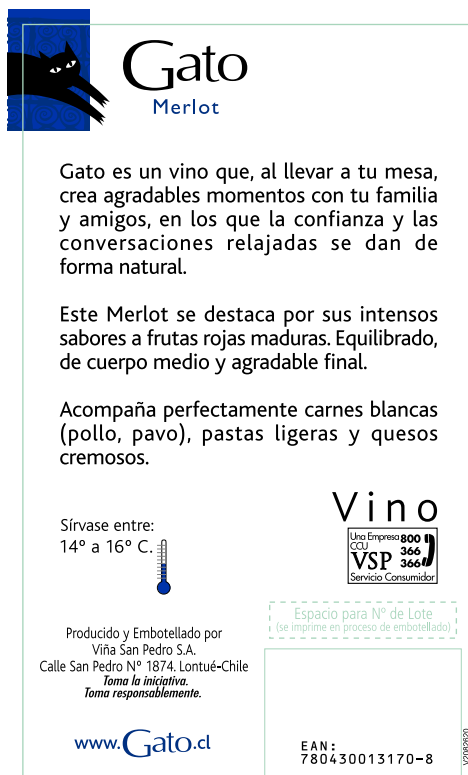 Gato
Merlot
Gato es un vino que, al llevar a tu mesa,
crea agradables momentos con tu familia
y amigos, en los que la confianza y las
conversaciones relajadas se dan de
forma natural.
Este Merlot se destaca por sus intensos
sabores a frutas rojas maduras. Equilibrado,
de cuerpo medio y agradable final.
Acompaña perfectamente carnes blancas
(pollo, pavo), pastas ligeras y quesos
cremosos.
Vino
Sírvase entre:
14º a 16º C.
Una Empresa
CCU
VSP
800
366
366
Servicio Consumidor
Espacio para Nº de Lote
(se imprime en proceso de embotellado)
Producido y Embotellado por
Viña San Pedro S.A.
Calle San Pedro Nº 1874. Lontué-Chile
Toma la iniciativa.
Toma responsablemente.
www.Gato.cl
EAN:
780430013170-8
V2082620